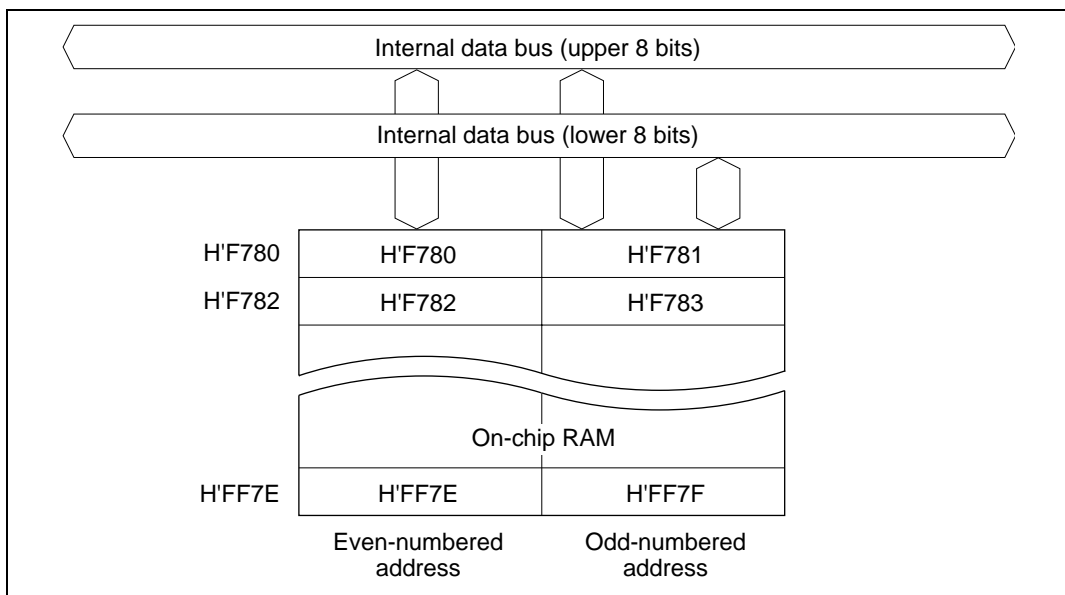 Internal data bus (upper 8 bits)
Internal data bus (lower 8 bits)
H'F780 H'F780 H'F781
H'F782 H'F782 H'F783
On-chip RAM
H'FF7E H'FF7E H'FF7F
Even-numbered address
Odd-numbered address